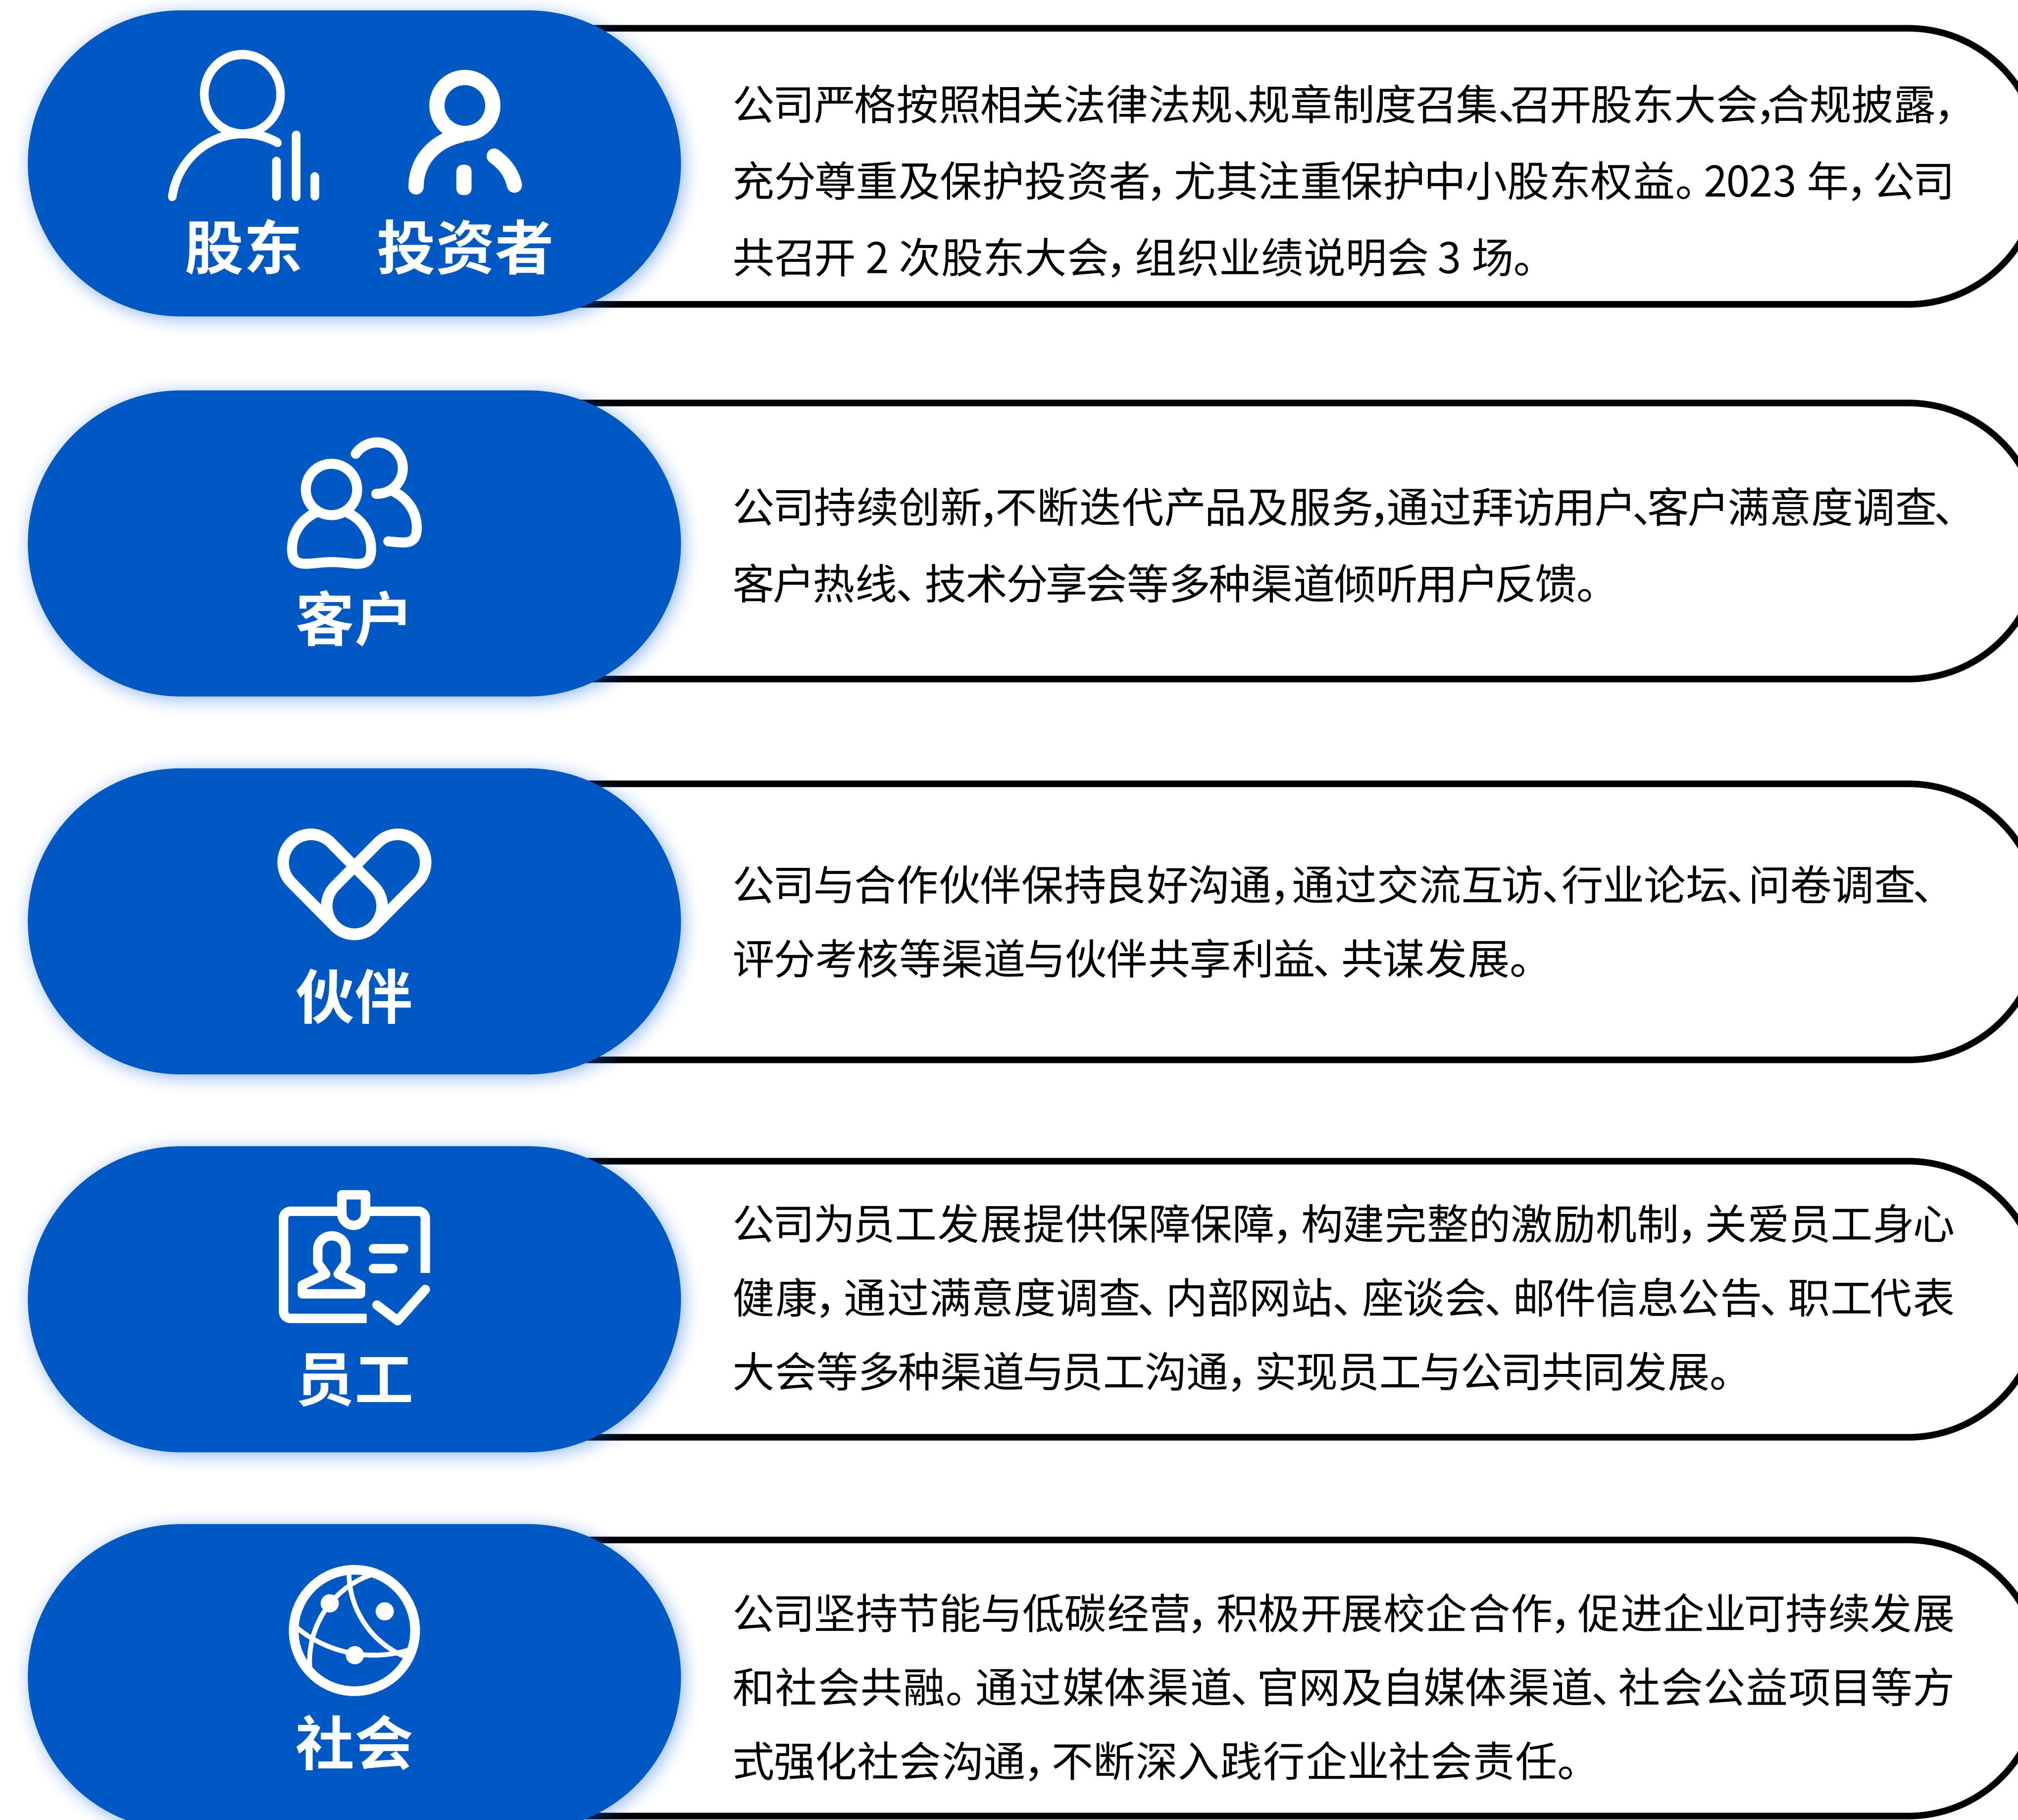 股东 投资者
公司严格按照相关法律法规、规章制度召集、召开股东大会，合规披露，
充分尊重及保护投资者，尤其注重保护中小股东权益。2023 年，公司
共召开 2 次股东大会，组织业绩说明会 3 场。
客户
公司持续创新，不断迭代产品及服务，通过拜访用户、客户满意度调查、
客户热线、技术分享会等多种渠道倾听用户反馈。
伙伴
公司与合作伙伴保持良好沟通，通过交流互访、行业论坛、问卷调查、
评分考核等渠道与伙伴共享利益、共谋发展。
员工
公司为员工发展提供保障保障，构建完整的激励机制，关爱员工身心
健康，通过满意度调查、内部网站、座谈会、邮件信息公告、职工代表
大会等多种渠道与员工沟通，实现员工与公司共同发展。
社会
公司坚持节能与低碳经营，积极开展校企合作，促进企业可持续发展
和社会共融。通过媒体渠道、官网及自媒体渠道、社会公益项目等方
式强化社会沟通，不断深入践行企业社会责任。